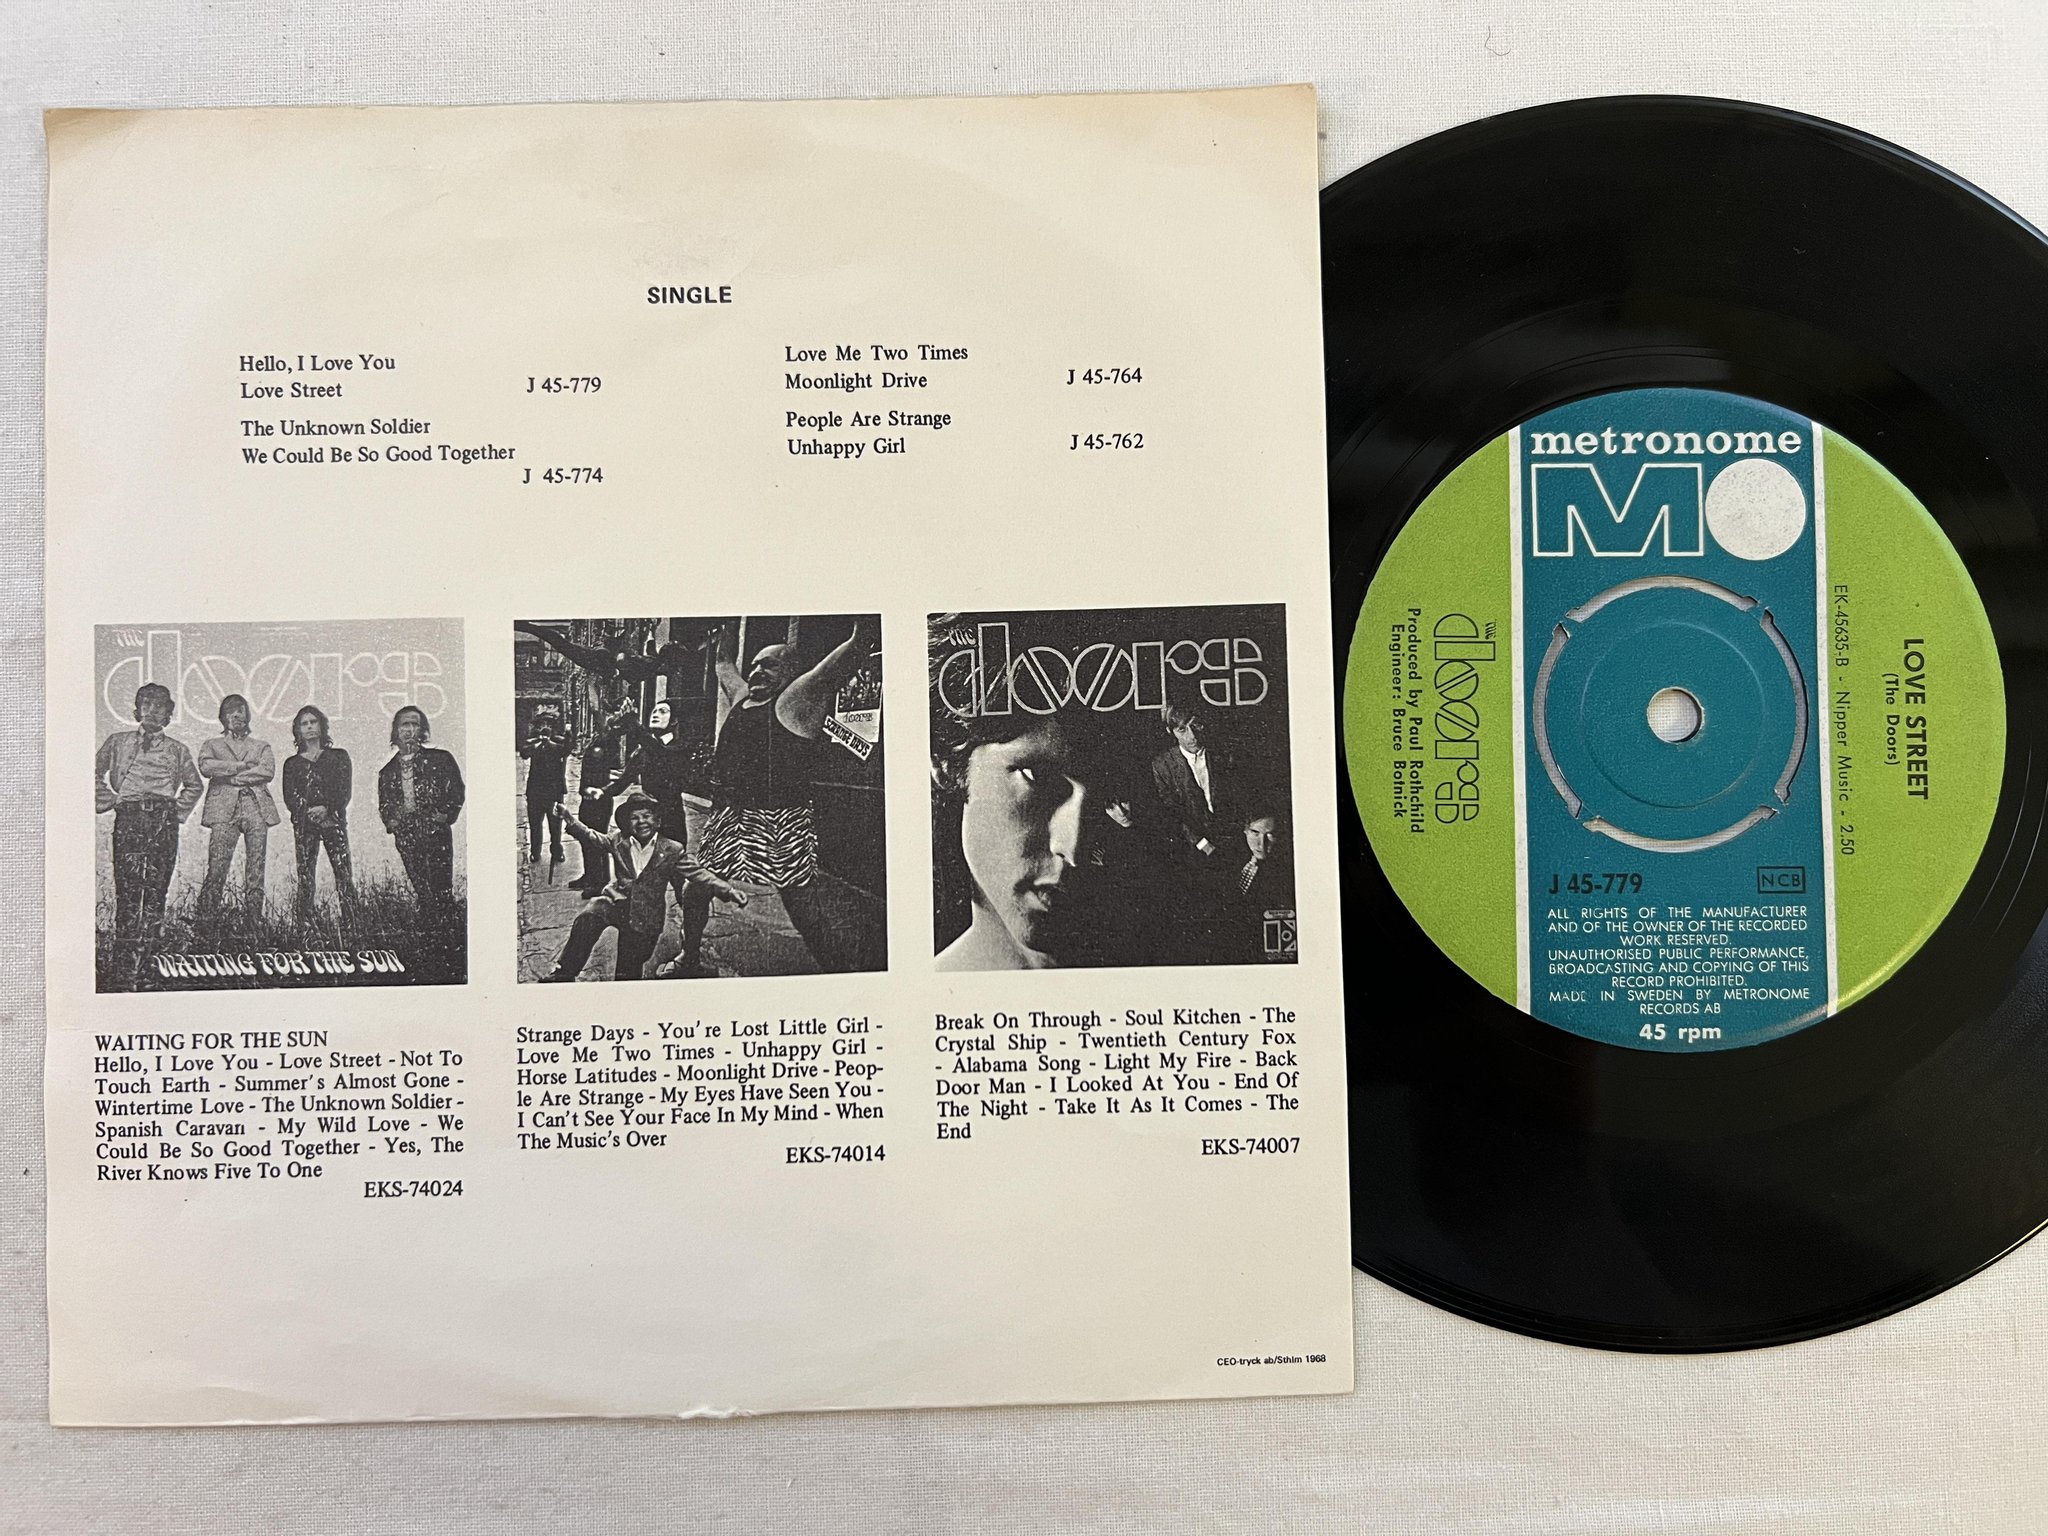 SINGLE
Hello, I Love You
Love Street J 45-779
The Unknown Soldier
We Could Be So Good Together
J 45-774
Love Me Two Times
Moonlight Drive J 45-764
People Are Strange
Unhappy Girl J 45-762
THE
doors
WAITING FOR THE SUN
doors
STRANGE DAYS
THE
doors
WAITING FOR THE SUN
Hello, I Love You - Love Street - Not To
Touch Earth - Summer's Almost Gone -
Wintertime Love - The Unknown Soldier -
Spanish Caravan - My Wild Love - We
Could Be So Good Together - Yes, The
River Knows Five To One
EKS-74024
Strange Days - You're Lost Little Girl -
Love Me Two Times - Unhappy Girl -
Horse Latitudes - Moonlight Drive - Peop-
le Are Strange - My Eyes Have Seen You -
I Can't See Your Face In My Mind - When
The Music's Over
EKS-74014
Break On Through - Soul Kitchen - The
Crystal Ship - Twentieth Century Fox
- Alabama Song - Light My Fire - Back
Door Man - I Looked At You - End Of
The Night - Take It As It Comes - The
End
EKS-74007
CEO-tryck ab/Sthlm 1968
metronome
M
LOVE STREET
(The Doors)
EK-45635-B - Nipper Music - 2.50
THE
doors
Produced by Paul Rothchild
Engineer: Bruce Botnick
J 45-779 NCB
ALL RIGHTS OF THE MANUFACTURER
AND OF THE OWNER OF THE RECORDED
WORK RESERVED.
UNAUTHORISED PUBLIC PERFORMANCE,
BROADCASTING AND COPYING OF THIS
RECORD PROHIBITED.
MADE IN SWEDEN BY METRONOME
RECORDS AB
45 rpm